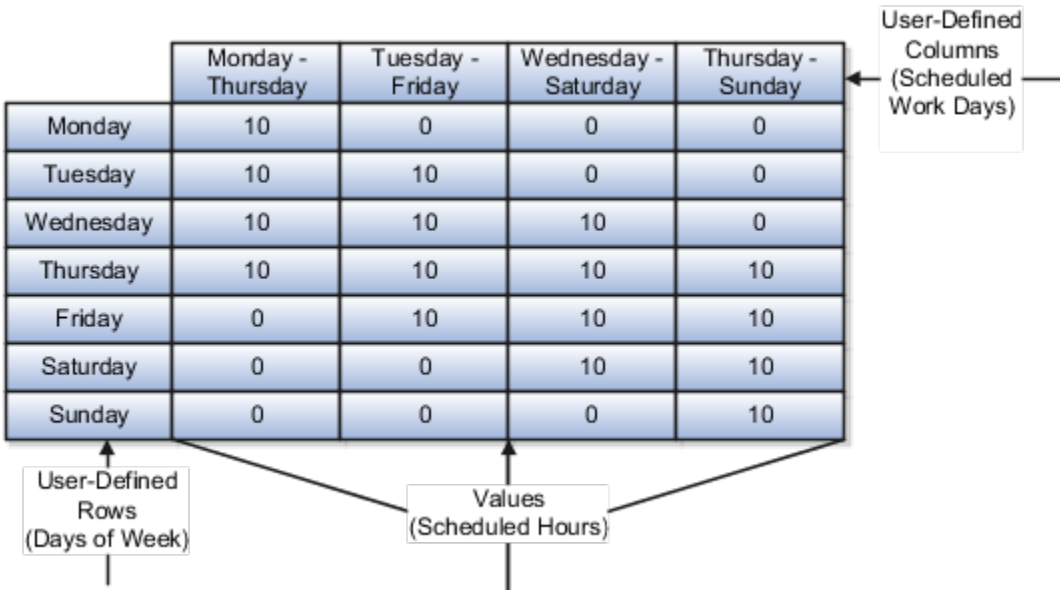 User-Defined
Columns
(Scheduled
Work Days)
Monday - Tuesday - Wednesday - Thursday -
Thursday Friday Saturday Sunday
Monday 10 0 0 0
Tuesday 10 10 0 0
Wednesday 10 10 10 0
Thursday 10 10 10 10
Friday 0 10 10 10
Saturday 0 0 10 10
Sunday 0 0 0 10
User-Defined
Rows
(Days of Week)
Values
(Scheduled Hours)